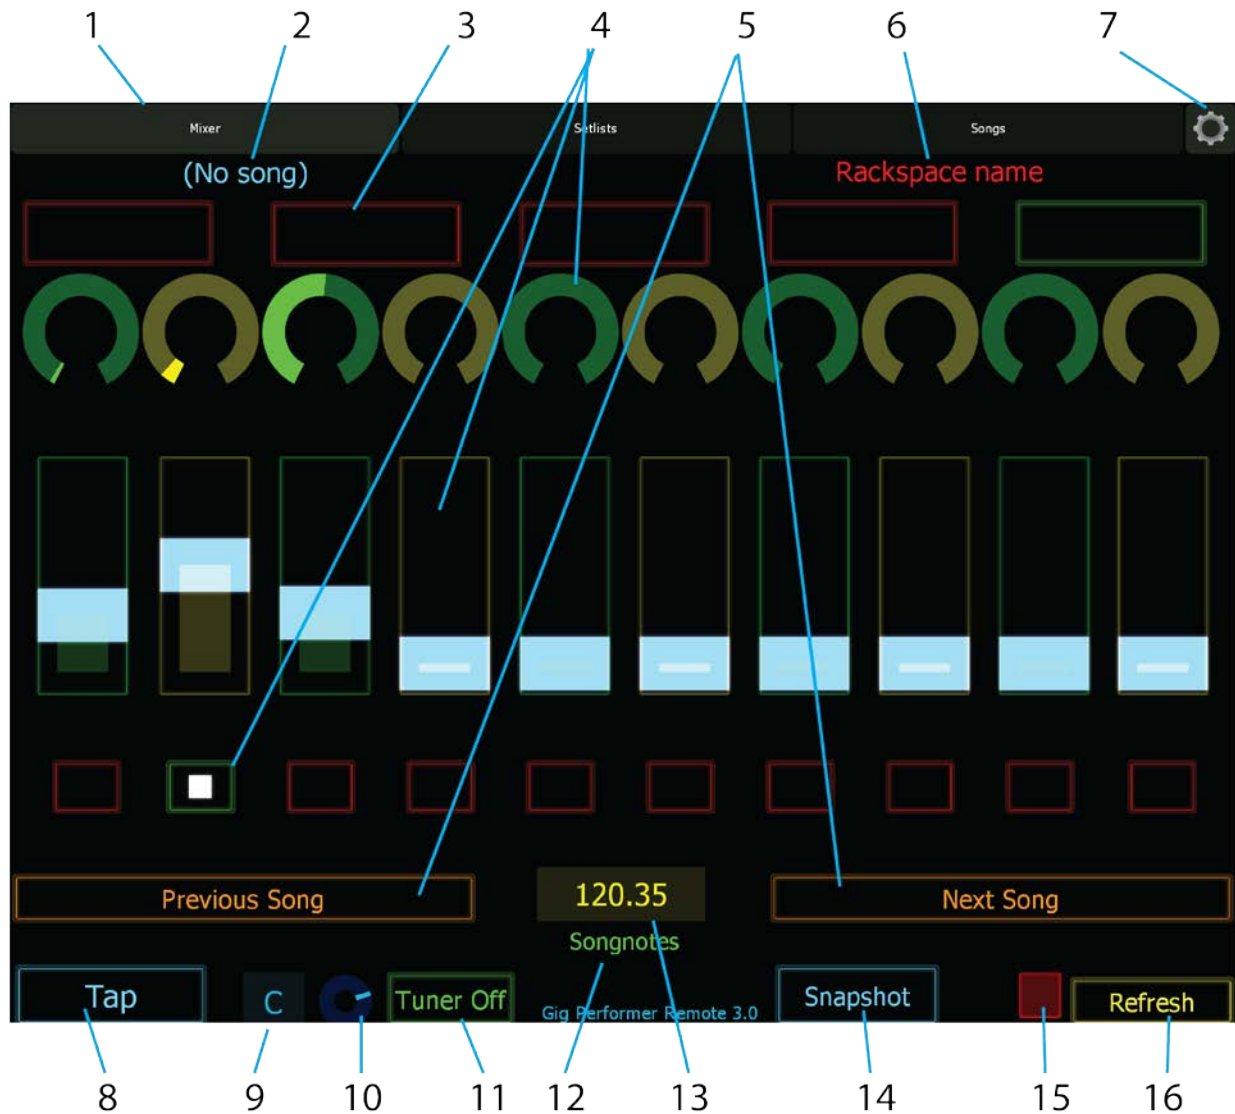 1 2 3 4 5 6 7
Mixer Setlists Songs
(No song) Rackspace name
Previous Song 120.35 Next Song
Songnotes
Tap C Tuner Off Gig Performer Remote 3.0 Snapshot Refresh
8 9 10 11 12 13 14 15 16